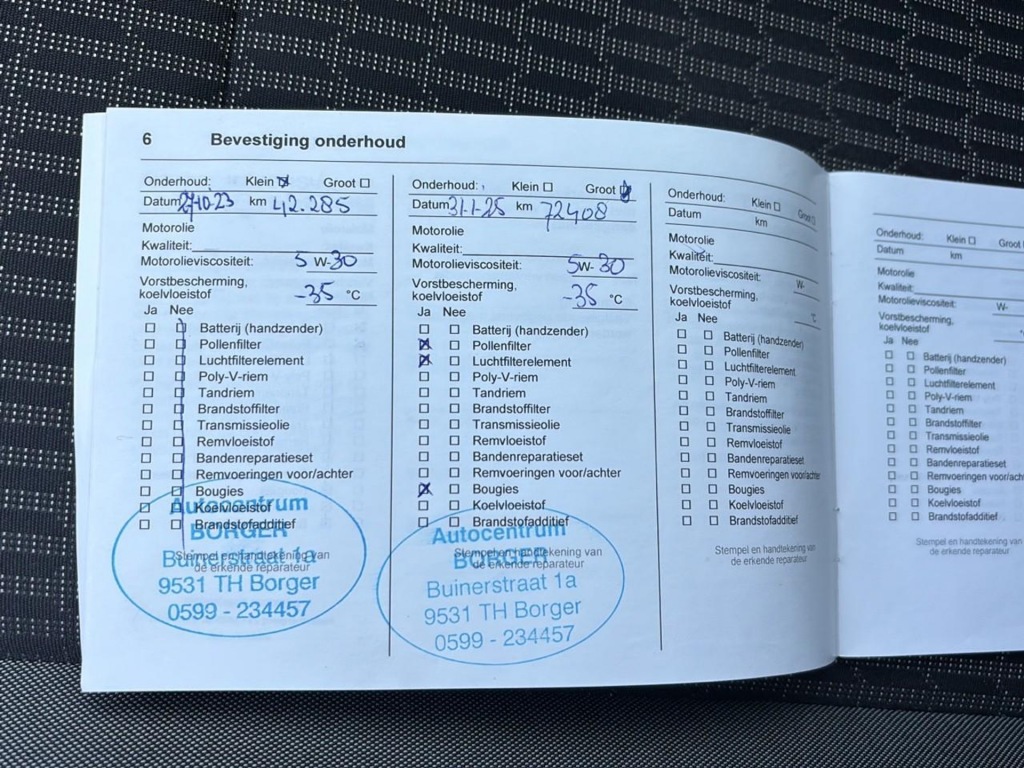 6 Bevestiging onderhoud
Onderhoud: Klein Groot
Datum 27-10-23 km 42.285
Motorolie
Kwaliteit:
Motorolieviscositeit: 5 W-30
Vorstbescherming,
koelvloeistof -35 °C
Ja Nee
Batterij (handzender)
Pollenfilter
Luchtfilterelement
Poly-V-riem
Tandriem
Brandstoffilter
Transmissieolie
Remvloeistof
Bandenreparatieset
Remvoeringen voor/achter
Bougies
Koelvloeistof
Brandstofadditief
Stempel en handtekening van
de erkende reparateur
Autocentrum
BORGER
Buinerstraat 1a
9531 TH Borger
0599 - 234457
Onderhoud: Klein Groot
Datum 31-1-25 km 72408
Motorolie
Kwaliteit:
Motorolieviscositeit: 5W-30
Vorstbescherming,
koelvloeistof -35 °C
Ja Nee
Batterij (handzender)
Pollenfilter
Luchtfilterelement
Poly-V-riem
Tandriem
Brandstoffilter
Transmissieolie
Remvloeistof
Bandenreparatieset
Remvoeringen voor/achter
Bougies
Koelvloeistof
Brandstofadditief
Stempel en handtekening van
de erkende reparateur
Autocentrum
BORGER
Buinerstraat 1a
9531 TH Borger
0599 - 234457
Onderhoud: Klein Groot
Datum km
Motorolie
Kwaliteit:
Motorolieviscositeit: W-
Vorstbescherming,
koelvloeistof °C
Ja Nee
Batterij (handzender)
Pollenfilter
Luchtfilterelement
Poly-V-riem
Tandriem
Brandstoffilter
Transmissieolie
Remvloeistof
Bandenreparatieset
Remvoeringen voor/achter
Bougies
Koelvloeistof
Brandstofadditief
Stempel en handtekening van
de erkende reparateur
Onderhoud: Klein Groot
Datum km
Motorolie
Kwaliteit:
Motorolieviscositeit: W-
Vorstbescherming,
koelvloeistof
Ja Nee
Batterij (handzender)
Pollenfilter
Luchtfilterelement
Poly-V-riem
Tandriem
Brandstoffilter
Transmissieolie
Remvloeistof
Bandenreparatieset
Remvoeringen voor/ach
Bougies
Koelvloeistof
Brandstofadditief
Stempel en handtekening va
de erkende reparateur